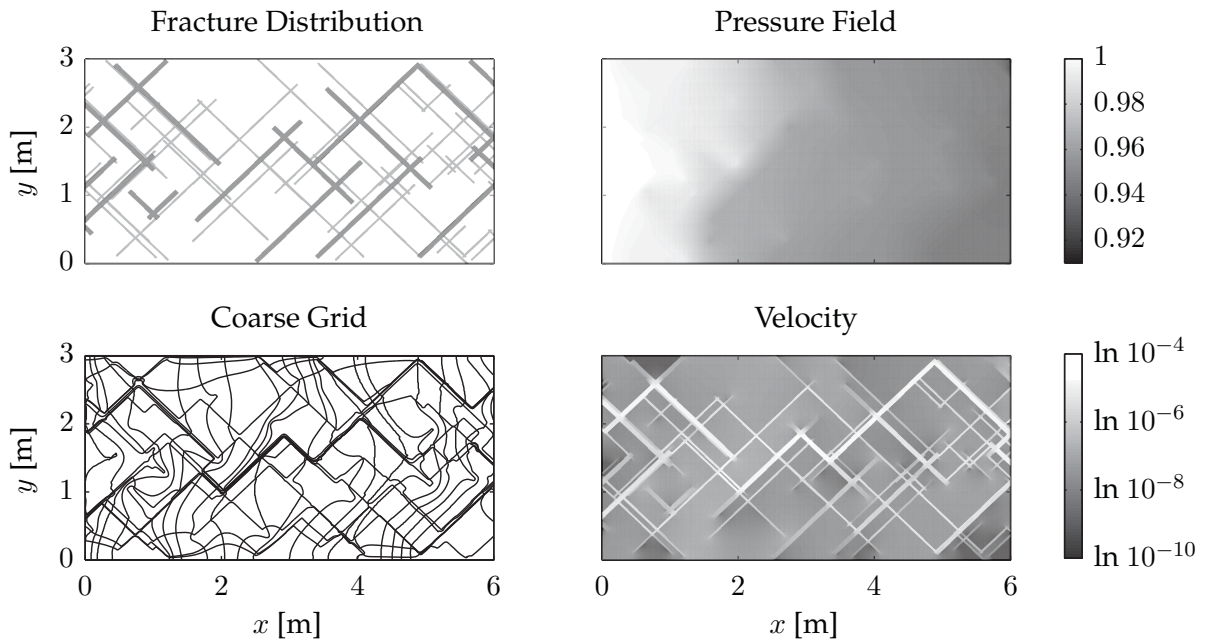 Fracture Distribution
Pressure Field
3
2
1
0
y [m]
1
0.98
0.96
0.94
0.92
Coarse Grid
Velocity
3
2
1
0
y [m]
0
2
4
6
x [m]
0
2
4
6
x [m]
ln 10⁻⁴
ln 10⁻⁶
ln 10⁻⁸
ln 10⁻¹⁰